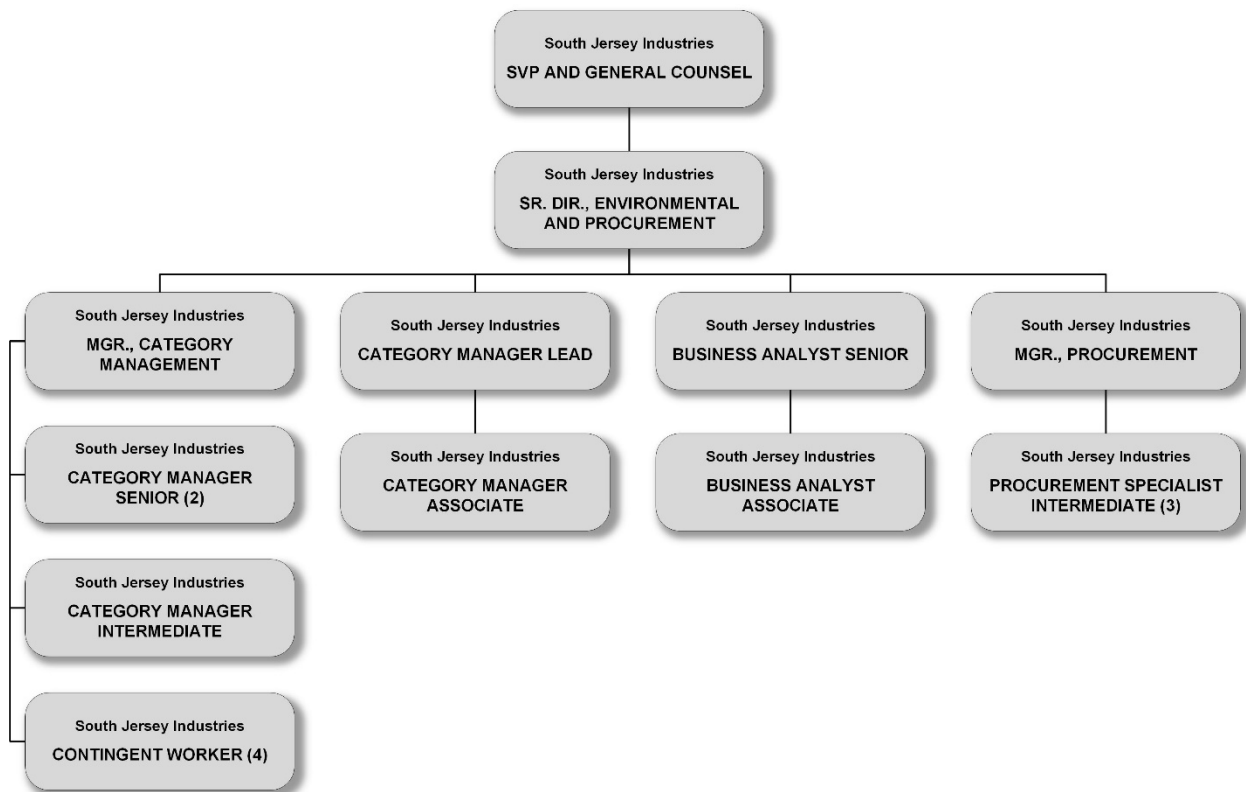 South Jersey Industries
SVP AND GENERAL COUNSEL
South Jersey Industries
SR. DIR., ENVIRONMENTAL
AND PROCUREMENT
South Jersey Industries
MGR., CATEGORY
MANAGEMENT
South Jersey Industries
CATEGORY MANAGER LEAD
South Jersey Industries
BUSINESS ANALYST SENIOR
South Jersey Industries
MGR., PROCUREMENT
South Jersey Industries
CATEGORY MANAGER
SENIOR (2)
South Jersey Industries
CATEGORY MANAGER
ASSOCIATE
South Jersey Industries
BUSINESS ANALYST
ASSOCIATE
South Jersey Industries
PROCUREMENT SPECIALIST
INTERMEDIATE (3)
South Jersey Industries
CATEGORY MANAGER
INTERMEDIATE
South Jersey Industries
CONTINGENT WORKER (4)